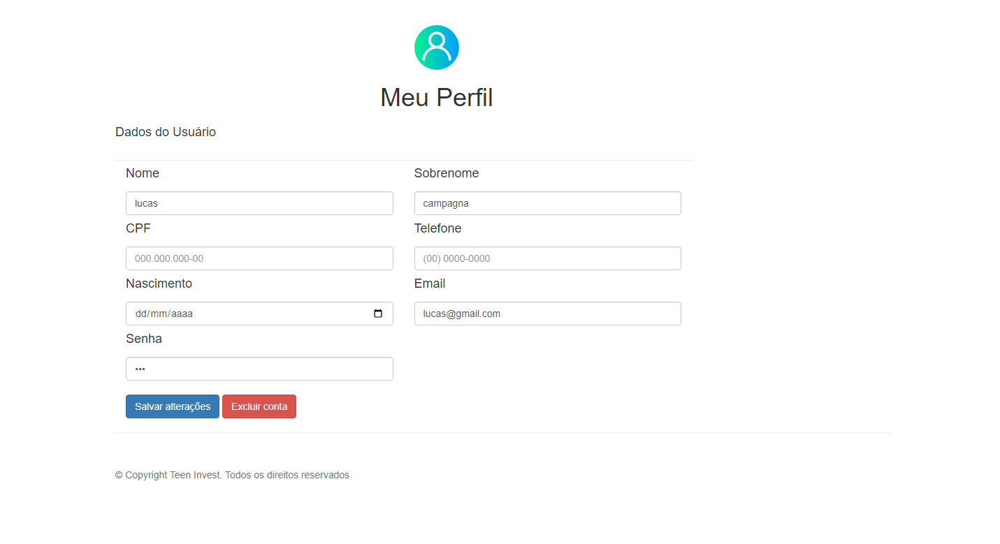 Meu Perfil
Dados do Usuário
Nome
Sobrenome
lucas
campagna
CPF
Telefone
000.000.000-00
(00) 0000-0000
Nascimento
Email
dd/mm/aaaa
lucas@gmail.com
Senha
•••
Salvar alterações
Excluir conta
© Copyright Teen Invest. Todos os direitos reservados